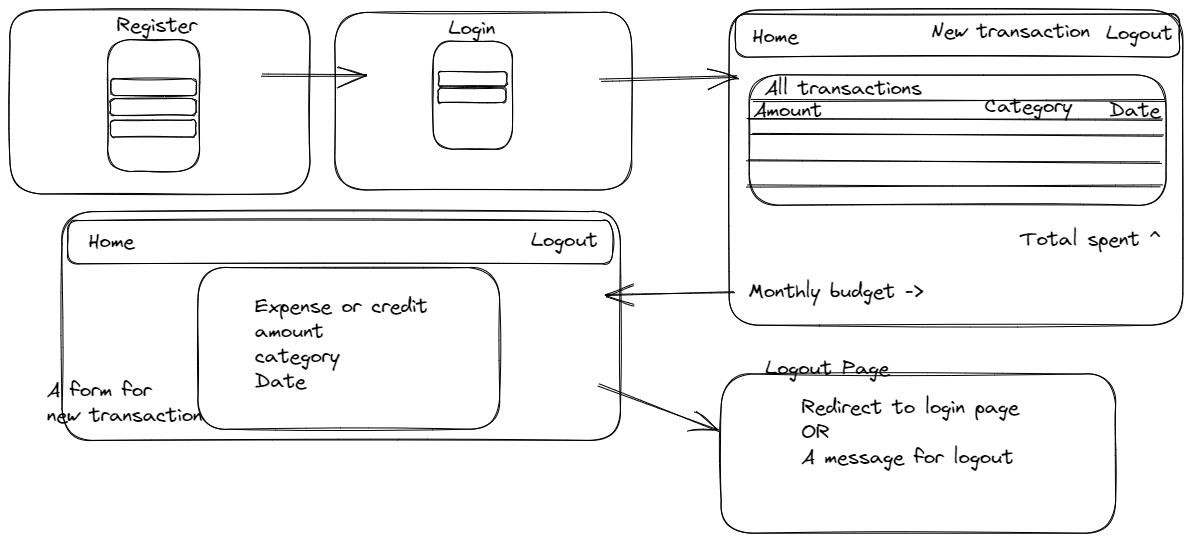 Register
Login
Home
New transaction
Logout
All transactions
Amount
Category
Date
Total spent ^
Monthly budget ->
Home
Logout
Expense or credit
amount
category
Date
A form for
new transaction
Logout Page
Redirect to login page
OR
A message for logout